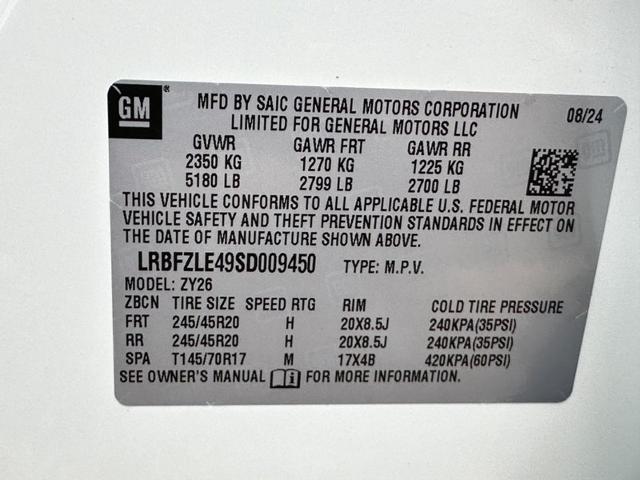 GM®
MFD BY SAIC GENERAL MOTORS CORPORATION 08/24
LIMITED FOR GENERAL MOTORS LLC
GVWR GAWR FRT GAWR RR
2350 KG 1270 KG 1225 KG
5180 LB 2799 LB 2700 LB
THIS VEHICLE CONFORMS TO ALL APPLICABLE U.S. FEDERAL MOTOR
VEHICLE SAFETY AND THEFT PREVENTION STANDARDS IN EFFECT ON
THE DATE OF MANUFACTURE SHOWN ABOVE.
LRBFZLE49SD009450 TYPE: M.P.V.
MODEL: ZY26
ZBCN TIRE SIZE SPEED RTG RIM COLD TIRE PRESSURE
FRT 245/45R20 H 20X8.5J 240KPA(35PSI)
RR 245/45R20 H 20X8.5J 240KPA(35PSI)
SPA T145/70R17 M 17X4B 420KPA(60PSI)
SEE OWNER'S MANUAL FOR MORE INFORMATION.